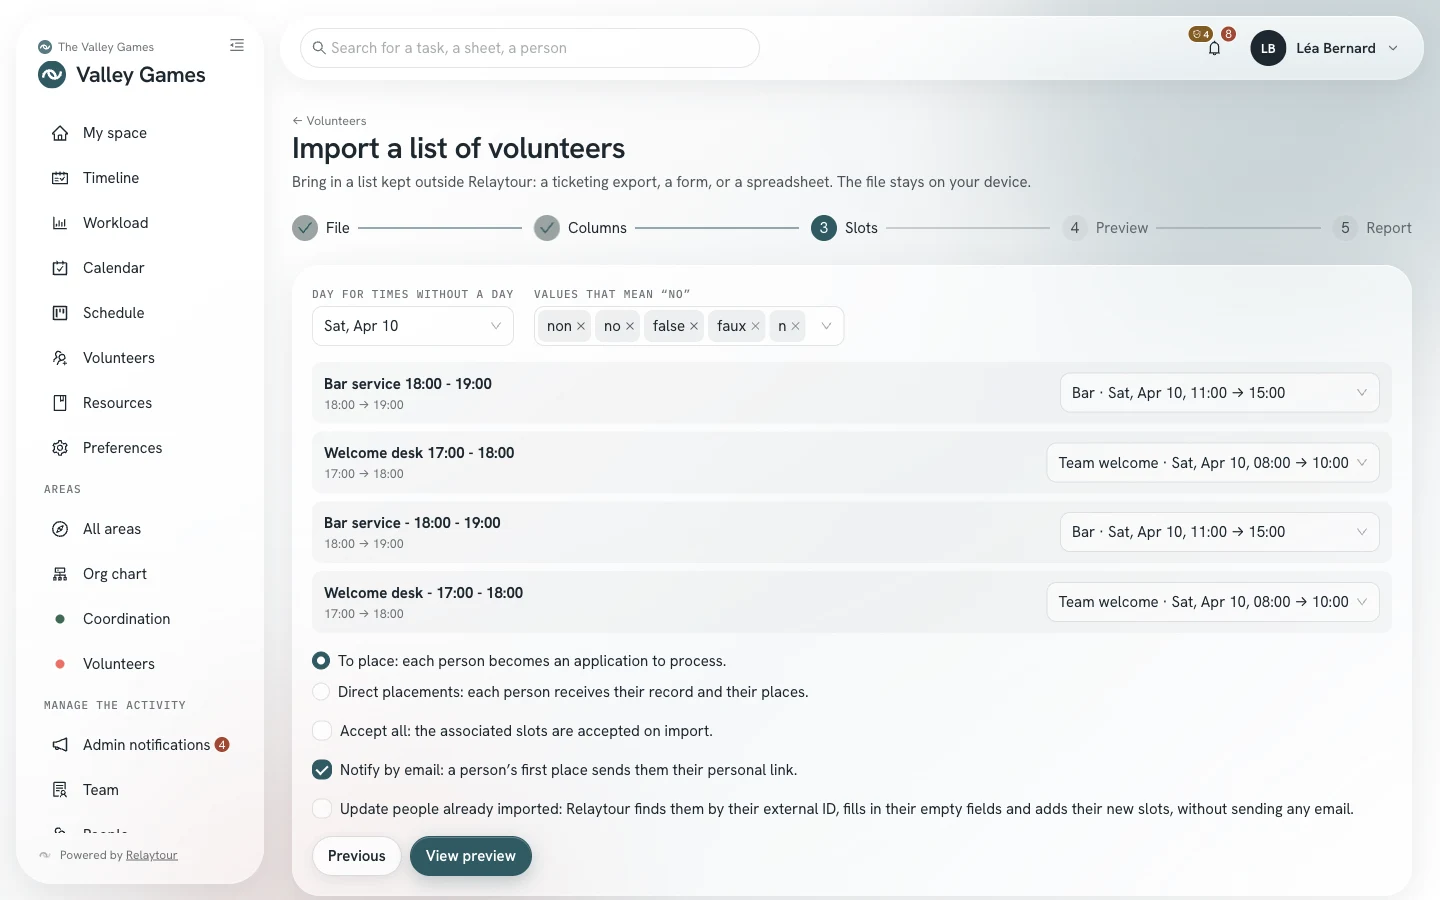 The Valley Games
Valley Games
My space
Timeline
Workload
Calendar
Schedule
Volunteers
Resources
Preferences
AREAS
All areas
Org chart
Coordination
Volunteers
MANAGE THE ACTIVITY
Admin notifications 4
Team
People
Powered by Relaytour
Search for a task, a sheet, a person
4
8
LB
Léa Bernard
← Volunteers
Import a list of volunteers
Bring in a list kept outside Relaytour: a ticketing export, a form, or a spreadsheet. The file stays on your device.
File
Columns
3 Slots
4 Preview
5 Report
DAY FOR TIMES WITHOUT A DAY
Sat, Apr 10
VALUES THAT MEAN “NO”
non × no × false × faux × n ×
Bar service 18:00 - 19:00
18:00 → 19:00
Bar · Sat, Apr 10, 11:00 → 15:00
Welcome desk 17:00 - 18:00
17:00 → 18:00
Team welcome · Sat, Apr 10, 08:00 → 10:00
Bar service - 18:00 - 19:00
18:00 → 19:00
Bar · Sat, Apr 10, 11:00 → 15:00
Welcome desk - 17:00 - 18:00
17:00 → 18:00
Team welcome · Sat, Apr 10, 08:00 → 10:00
To place: each person becomes an application to process.
Direct placements: each person receives their record and their places.
Accept all: the associated slots are accepted on import.
Notify by email: a person’s first place sends them their personal link.
Update people already imported: Relaytour finds them by their external ID, fills in their empty fields and adds their new slots, without sending any email.
Previous
View preview